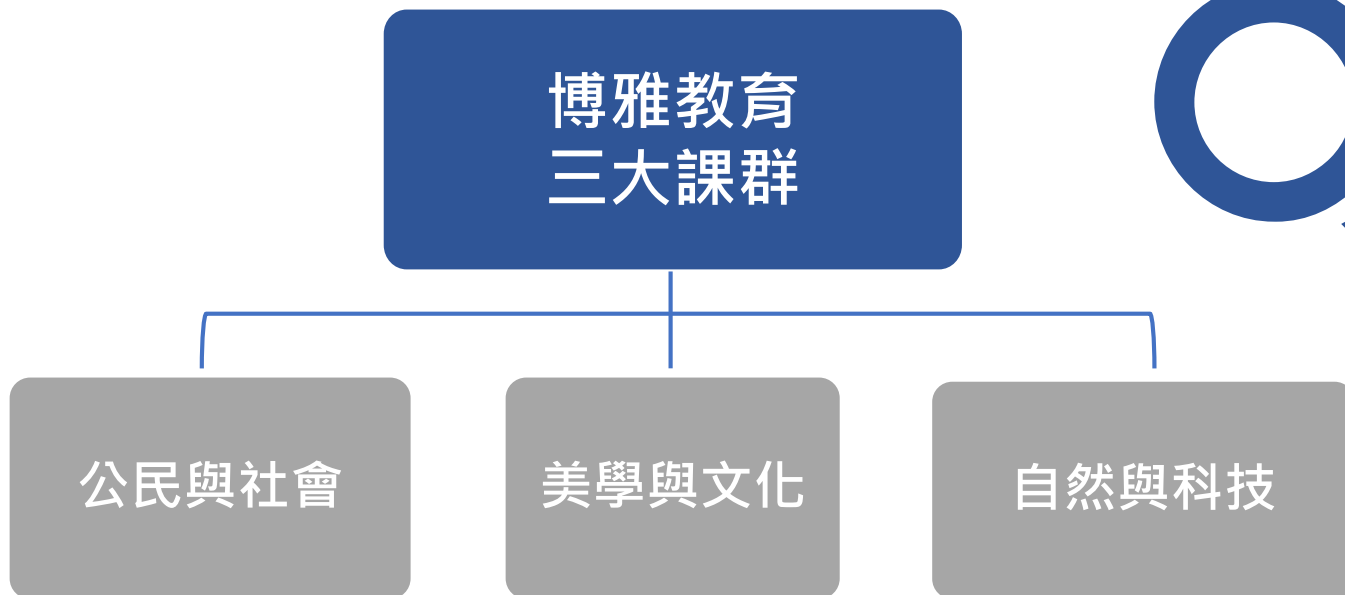 博雅教育
三大課群
公民與社會
美學與文化
自然與科技